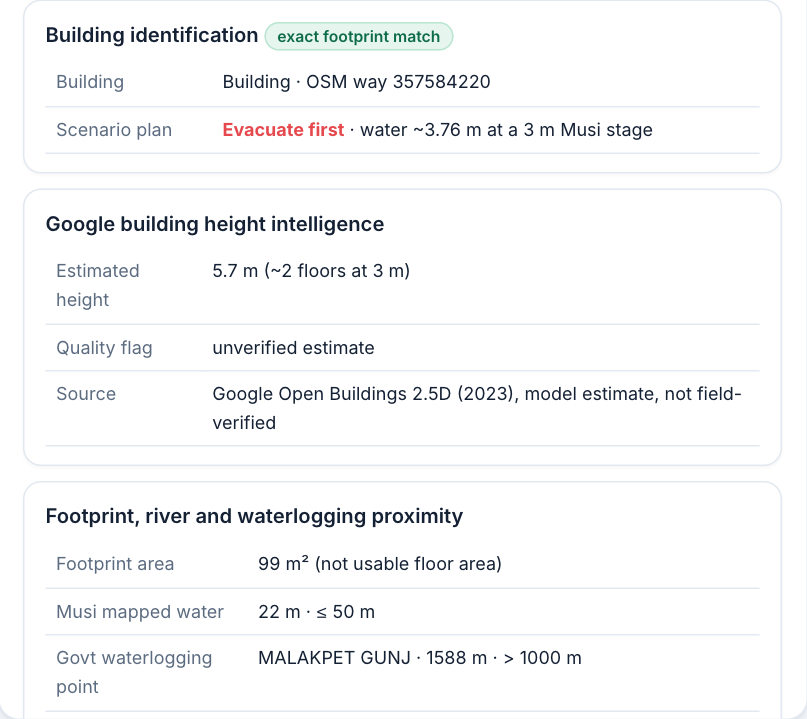 Building identification exact footprint match
Building Building · OSM way 357584220
Scenario plan Evacuate first · water ~3.76 m at a 3 m Musi stage
Google building height intelligence
Estimated height 5.7 m (~2 floors at 3 m)
Quality flag unverified estimate
Source Google Open Buildings 2.5D (2023), model estimate, not field-
verified
Footprint, river and waterlogging proximity
Footprint area 99 m² (not usable floor area)
Musi mapped water 22 m · ≤ 50 m
Govt waterlogging point MALAKPET GUNJ · 1588 m · > 1000 m